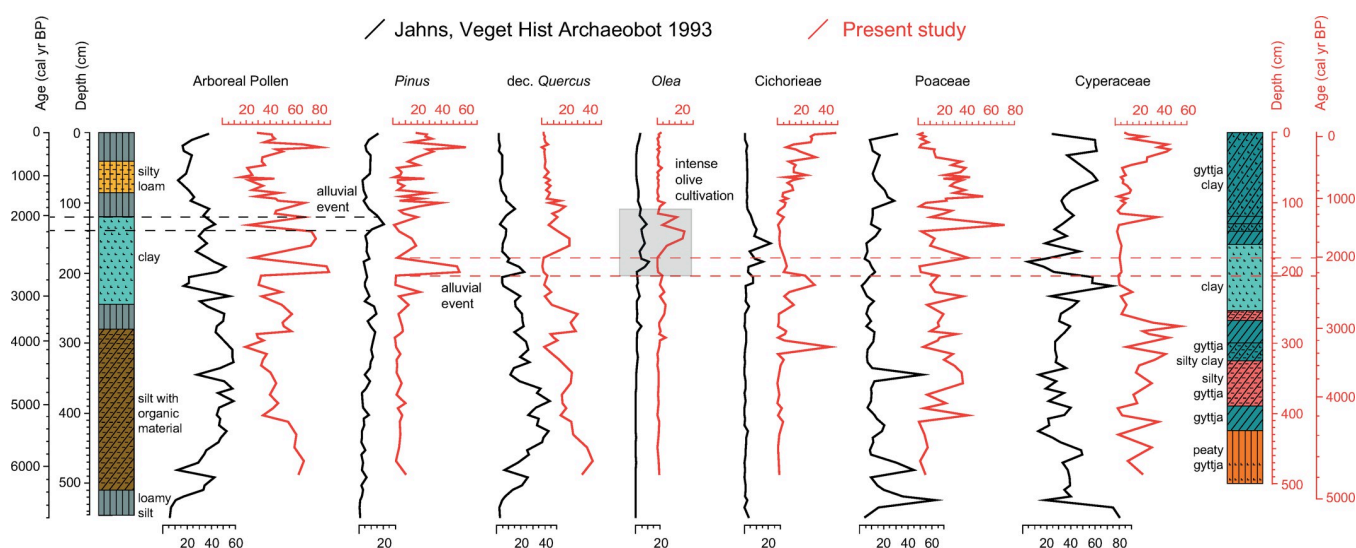 Jahns, Veget Hist Archaeobot 1993
Present study
Age (cal yr BP)
Depth (cm)
Arboreal Pollen
Pinus
dec. Quercus
Olea
Cichorieae
Poaceae
Cyperaceae
Depth (cm)
Age (cal yr BP)
20 40 60 80
20 40 60
20 40
20
20 40
20 40 60 80
20 40 60
0
1000
2000
3000
4000
5000
6000
0
100
200
300
400
500
silty
loam
clay
silt with
organic
material
loamy
silt
alluvial
event
alluvial
event
intense
olive
cultivation
gyttja
clay
clay
gyttja
silty clay
silty
gyttja
gyttja
peaty
gyttja
0
100
200
300
400
500
0
1000
2000
3000
4000
5000
20 40 60
20
20 40
20
20
20 40 60
20 40 60 80